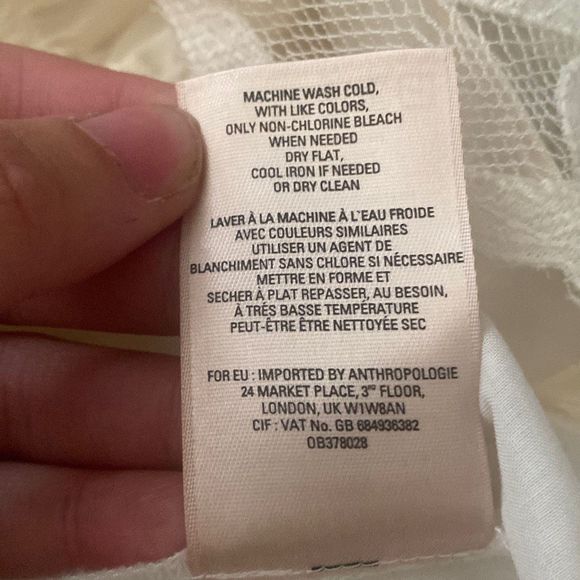 MACHINE WASH COLD,
WITH LIKE COLORS,
ONLY NON-CHLORINE BLEACH
WHEN NEEDED
DRY FLAT,
COOL IRON IF NEEDED
OR DRY CLEAN
LAVER À LA MACHINE À L'EAU FROIDE
AVEC COULEURS SIMILAIRES
UTILISER UN AGENT DE
BLANCHIMENT SANS CHLORE SI NÉCESSAIRE
METTRE EN FORME ET
SECHER À PLAT REPASSER, AU BESOIN,
À TRÉS BASSE TEMPÉRATURE
PEUT-ÊTRE ÊTRE NETTOYÉE SEC
FOR EU : IMPORTED BY ANTHROPOLOGIE
24 MARKET PLACE, 3RD FLOOR,
LONDON, UK W1W8AN
CIF : VAT No. GB 684936382
OB378028